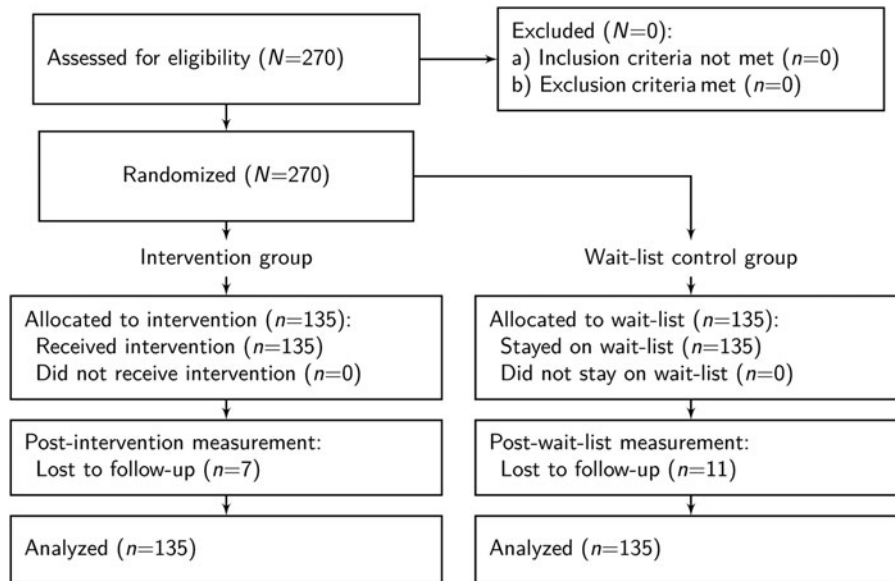 Assessed for eligibility (N=270)
Excluded (N=0):
a) Inclusion criteria not met (n=0)
b) Exclusion criteria met (n=0)
Randomized (N=270)
Intervention group
Wait-list control group
Allocated to intervention (n=135):
Received intervention (n=135)
Did not receive intervention (n=0)
Allocated to wait-list (n=135):
Stayed on wait-list (n=135)
Did not stay on wait-list (n=0)
Post-intervention measurement:
Lost to follow-up (n=7)
Post-wait-list measurement:
Lost to follow-up (n=11)
Analyzed (n=135)
Analyzed (n=135)